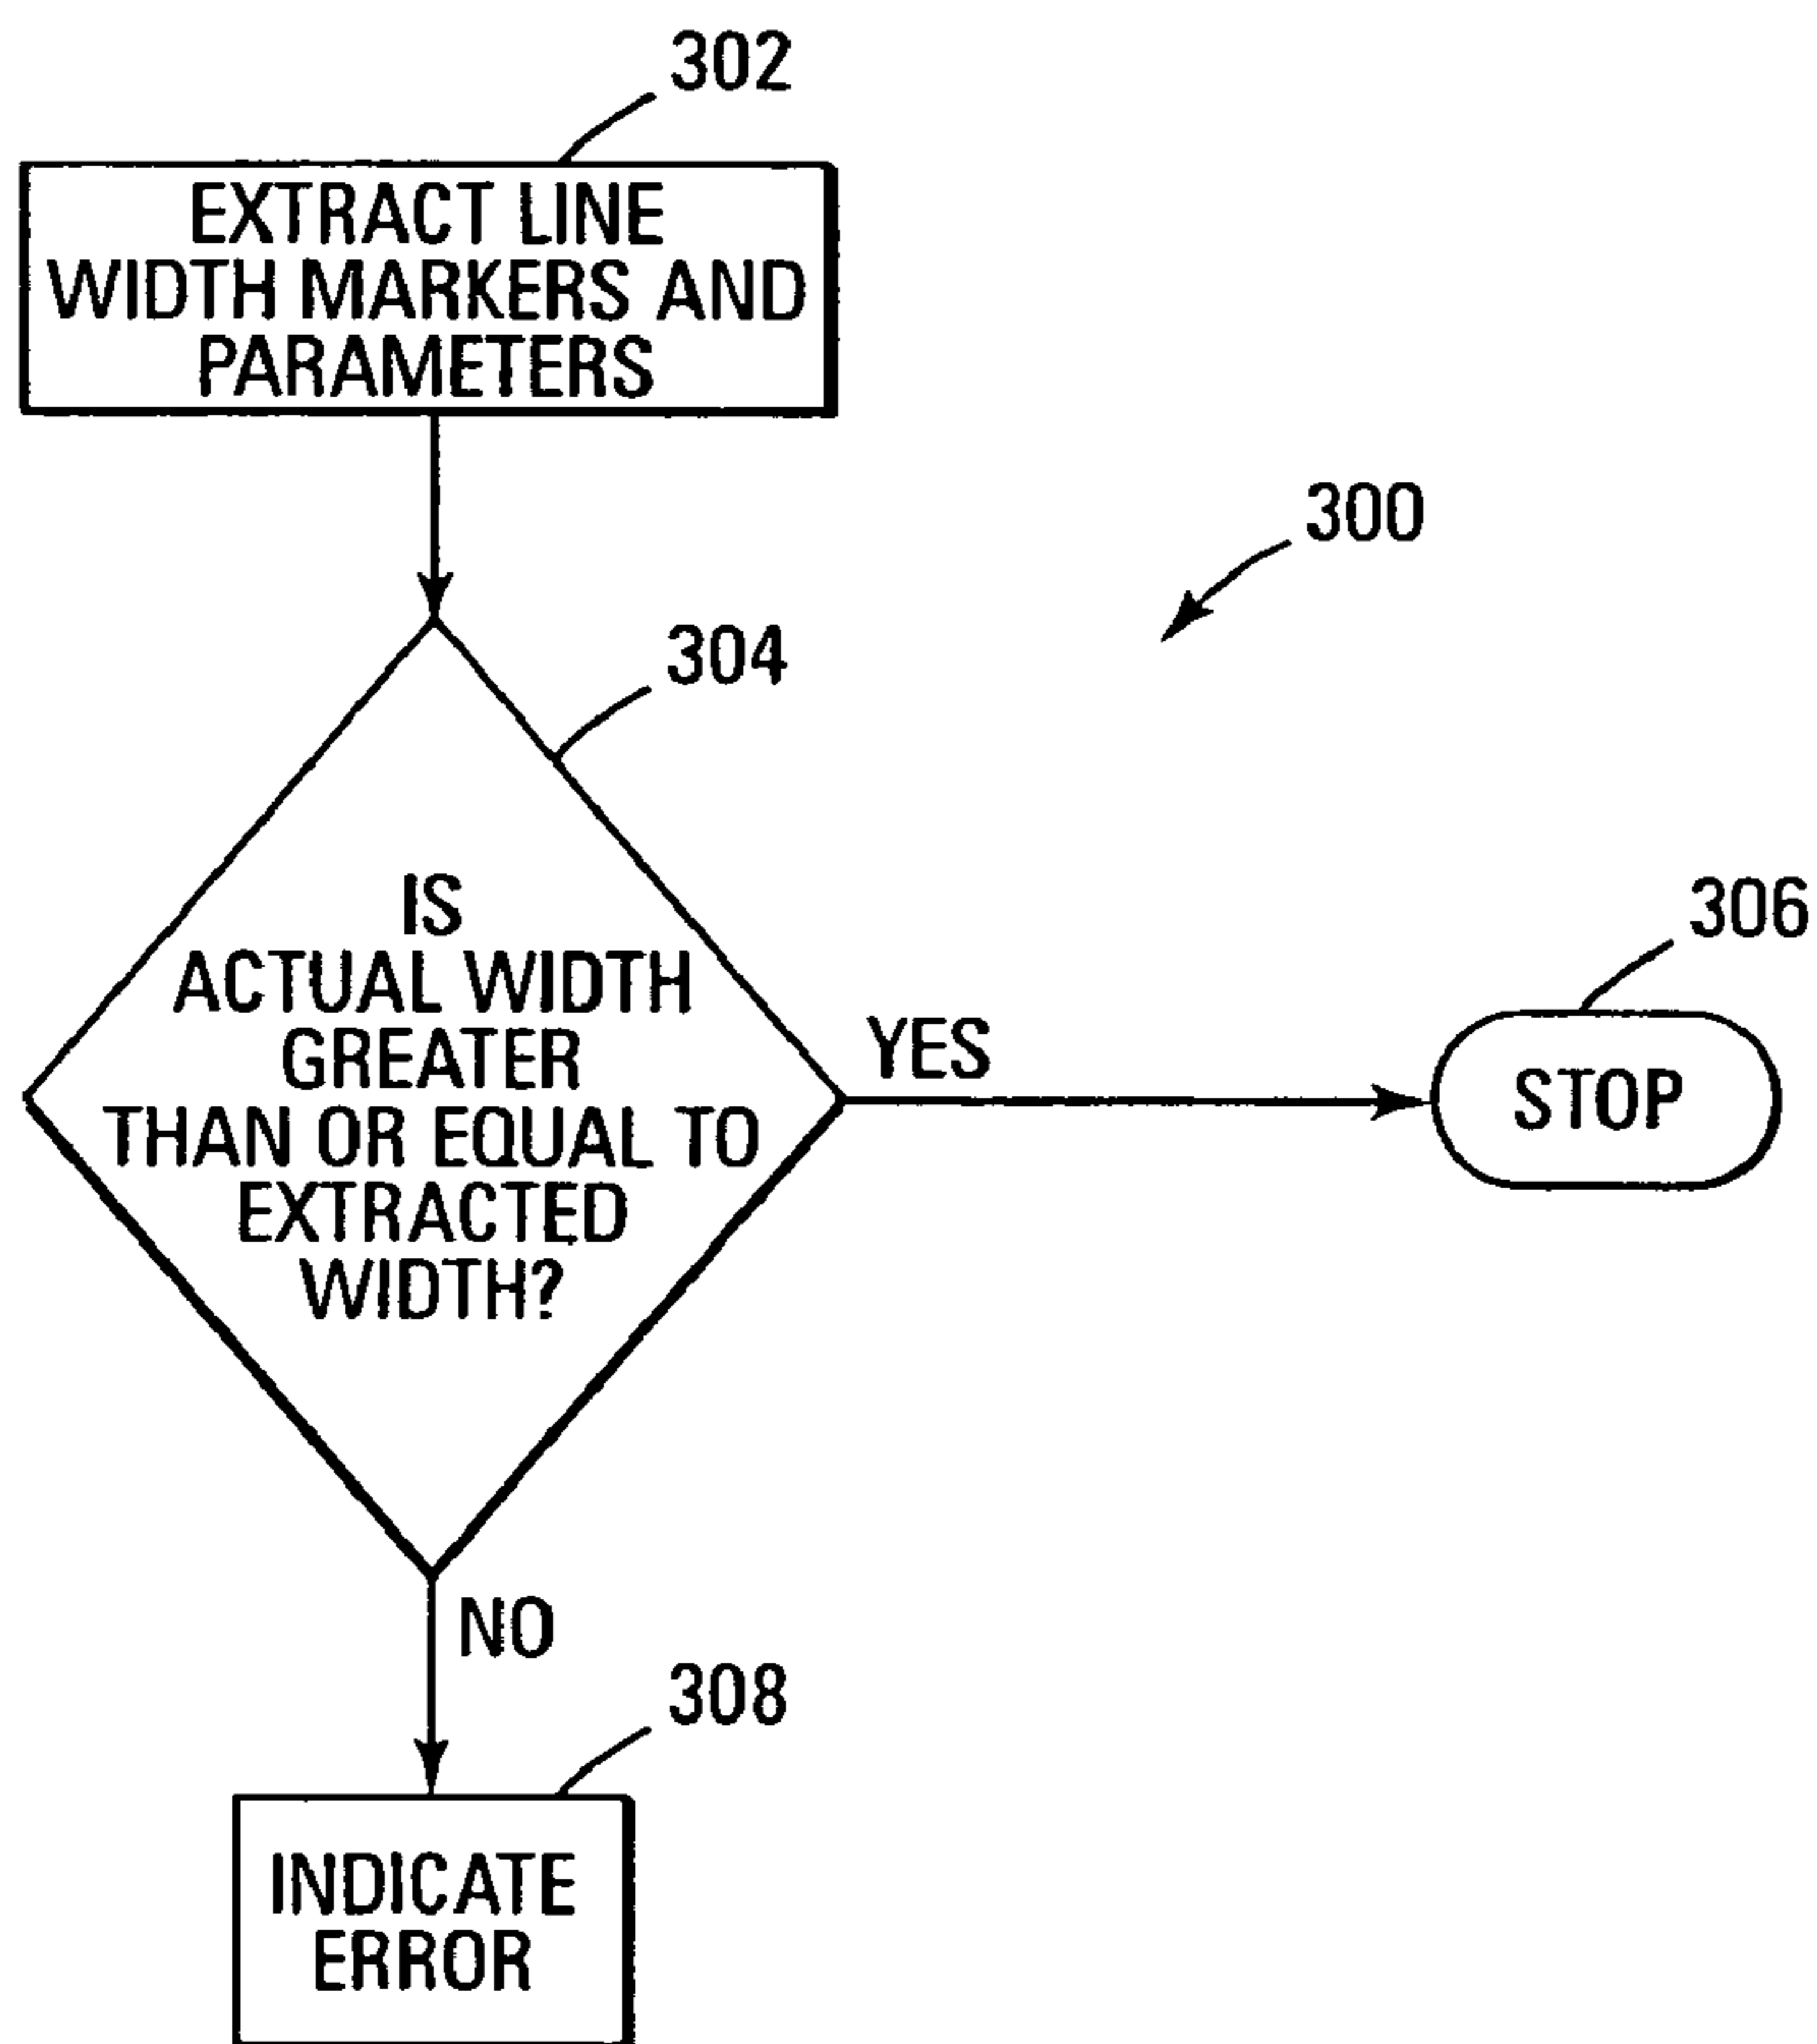 302
EXTRACT LINE
WIDTH MARKERS AND
PARAMETERS
300
304
IS
ACTUAL WIDTH
GREATER
THAN OR EQUAL TO
EXTRACTED
WIDTH?
YES
306
STOP
NO
308
INDICATE
ERROR